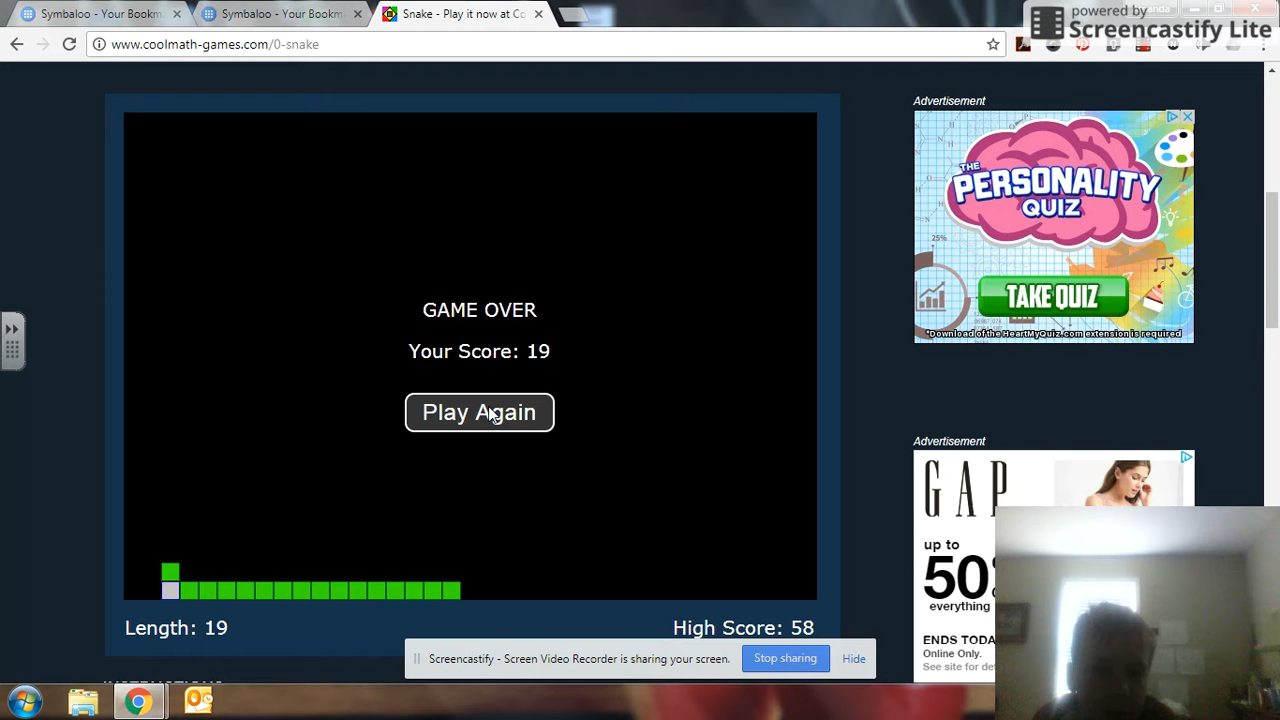 Symbaloo - Your Bookm
Symbaloo - Your Bookm
Snake - Play it now at Co
powered by
Screencastify Lite
www.coolmath-games.com/0-snake
Advertisement
THE
PERSONALITY
QUIZ
25%
TAKE QUIZ
*Download of the HeartMyQuiz.com extension is required
GAME OVER
Your Score: 19
Play Again
Advertisement
GAP
up to
50
everything
ENDS TODA
Online Only.
See site for de
Length: 19
High Score: 58
Screencastify - Screen Video Recorder is sharing your screen.
Stop sharing
Hide